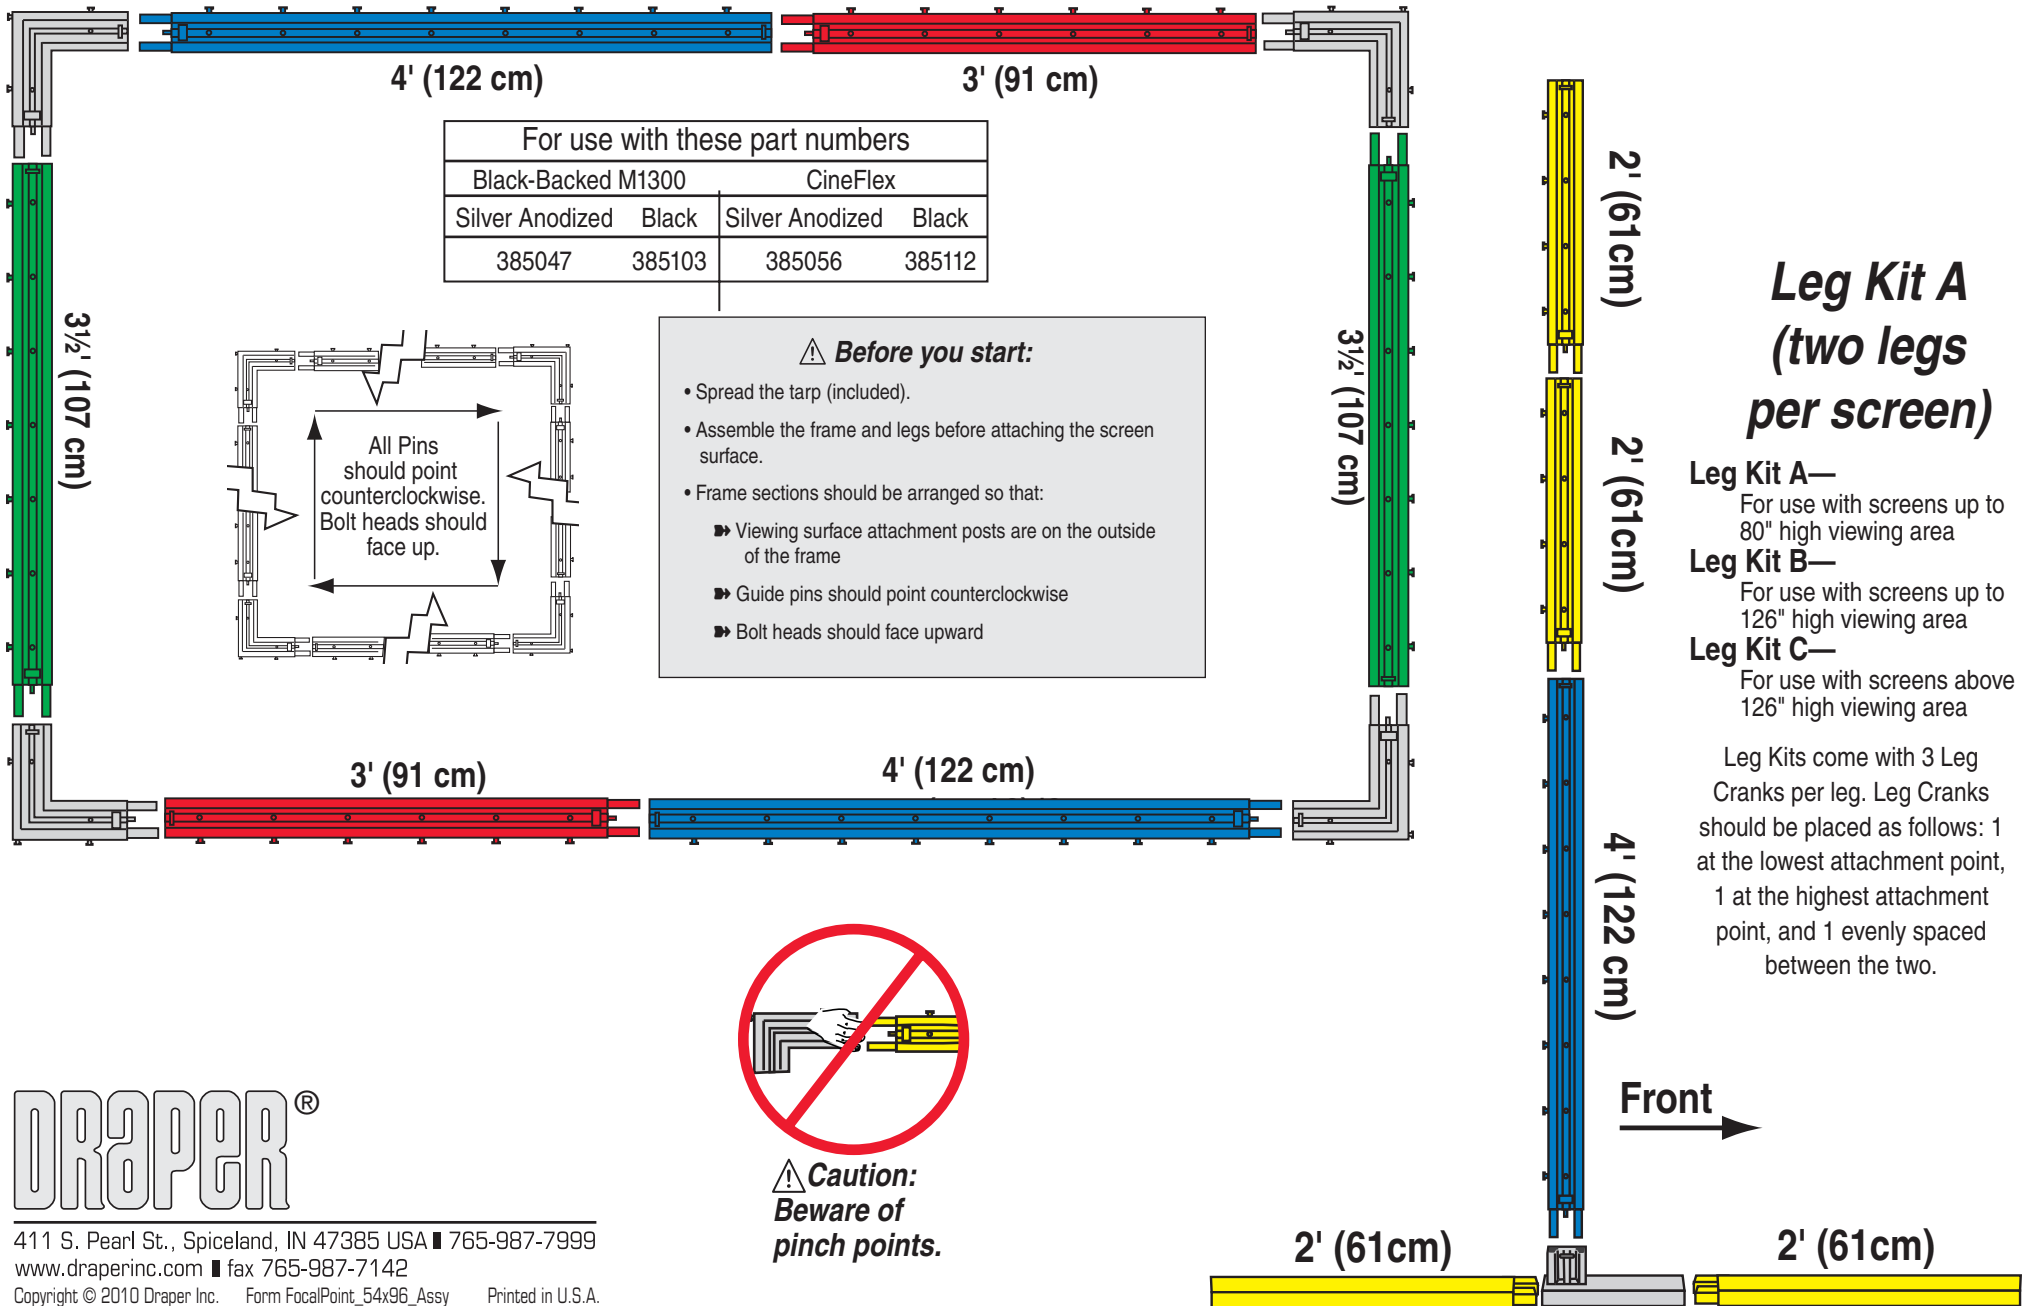 4' (122 cm)
3' (91 cm)
For use with these part numbers
Black-Backed M1300 CineFlex
Silver Anodized Black Silver Anodized Black
385047 385103 385056 385112
3½' (107 cm)
All Pins
should point
counterclockwise.
Bolt heads should
face up.
⚠ Before you start:
• Spread the tarp (included).
• Assemble the frame and legs before attaching the screen
surface.
• Frame sections should be arranged so that:
➽ Viewing surface attachment posts are on the outside
of the frame
➽ Guide pins should point counterclockwise
➽ Bolt heads should face upward
3½' (107 cm)
3' (91 cm)
4' (122 cm)
2' (61cm)
2' (61cm)
4' (122 cm)
Leg Kit A
(two legs
per screen)
Leg Kit A—
For use with screens up to
80" high viewing area
Leg Kit B—
For use with screens up to
126" high viewing area
Leg Kit C—
For use with screens above
126" high viewing area
Leg Kits come with 3 Leg
Cranks per leg. Leg Cranks
should be placed as follows: 1
at the lowest attachment point,
1 at the highest attachment
point, and 1 evenly spaced
between the two.
Front
2' (61cm)
2' (61cm)
⚠ Caution:
Beware of
pinch points.
DRAPER®
411 S. Pearl St., Spiceland, IN 47385 USA ▮ 765-987-7999
www.draperinc.com ▮ fax 765-987-7142
Copyright © 2010 Draper Inc. Form FocalPoint_54x96_Assy Printed in U.S.A.